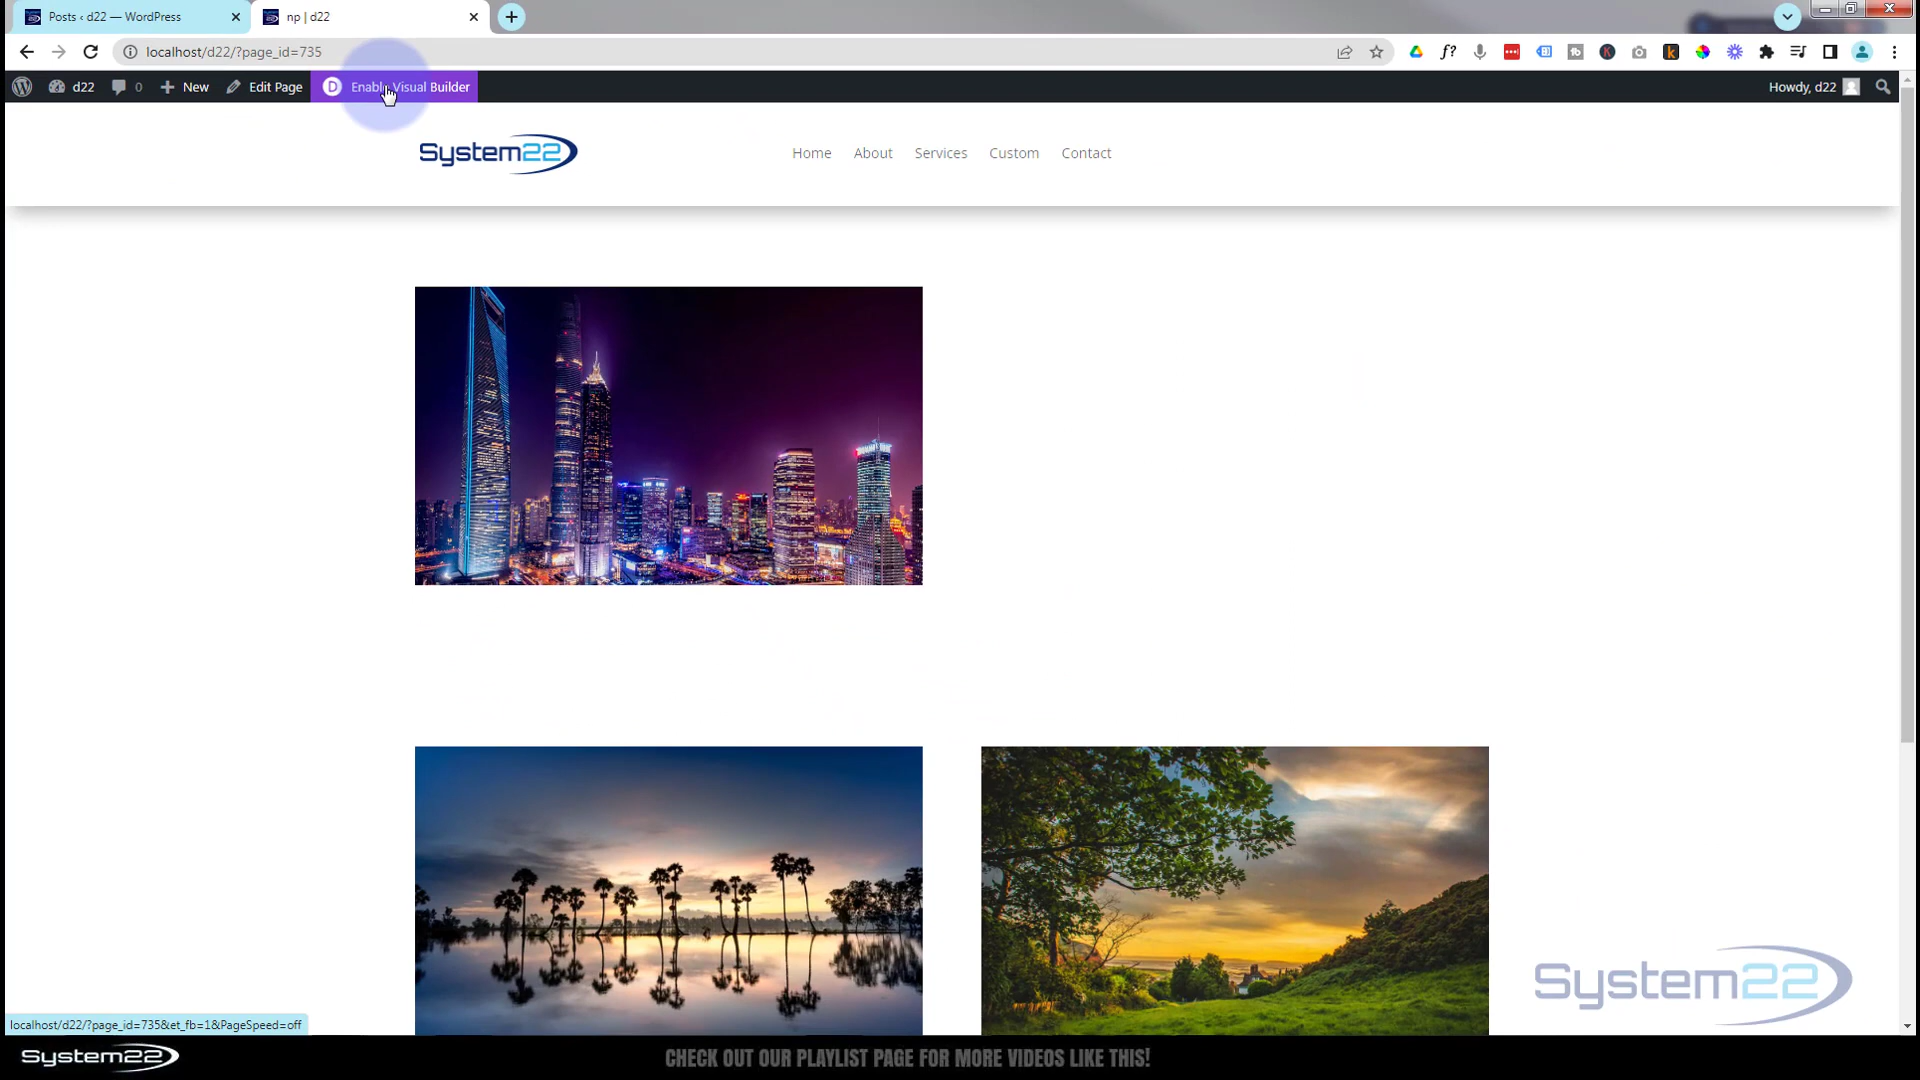 Posts ‹ d22 — WordPress
np | d22
localhost/d22/?page_id=735
d22
0
New
Edit Page
D
Enable Visual Builder
Howdy, d22
System22
Home
About
Services
Custom
Contact
System22
localhost/d22/?page_id=735&et_fb=1&PageSpeed=off
System22
CHECK OUT OUR PLAYLIST PAGE FOR MORE VIDEOS LIKE THIS!